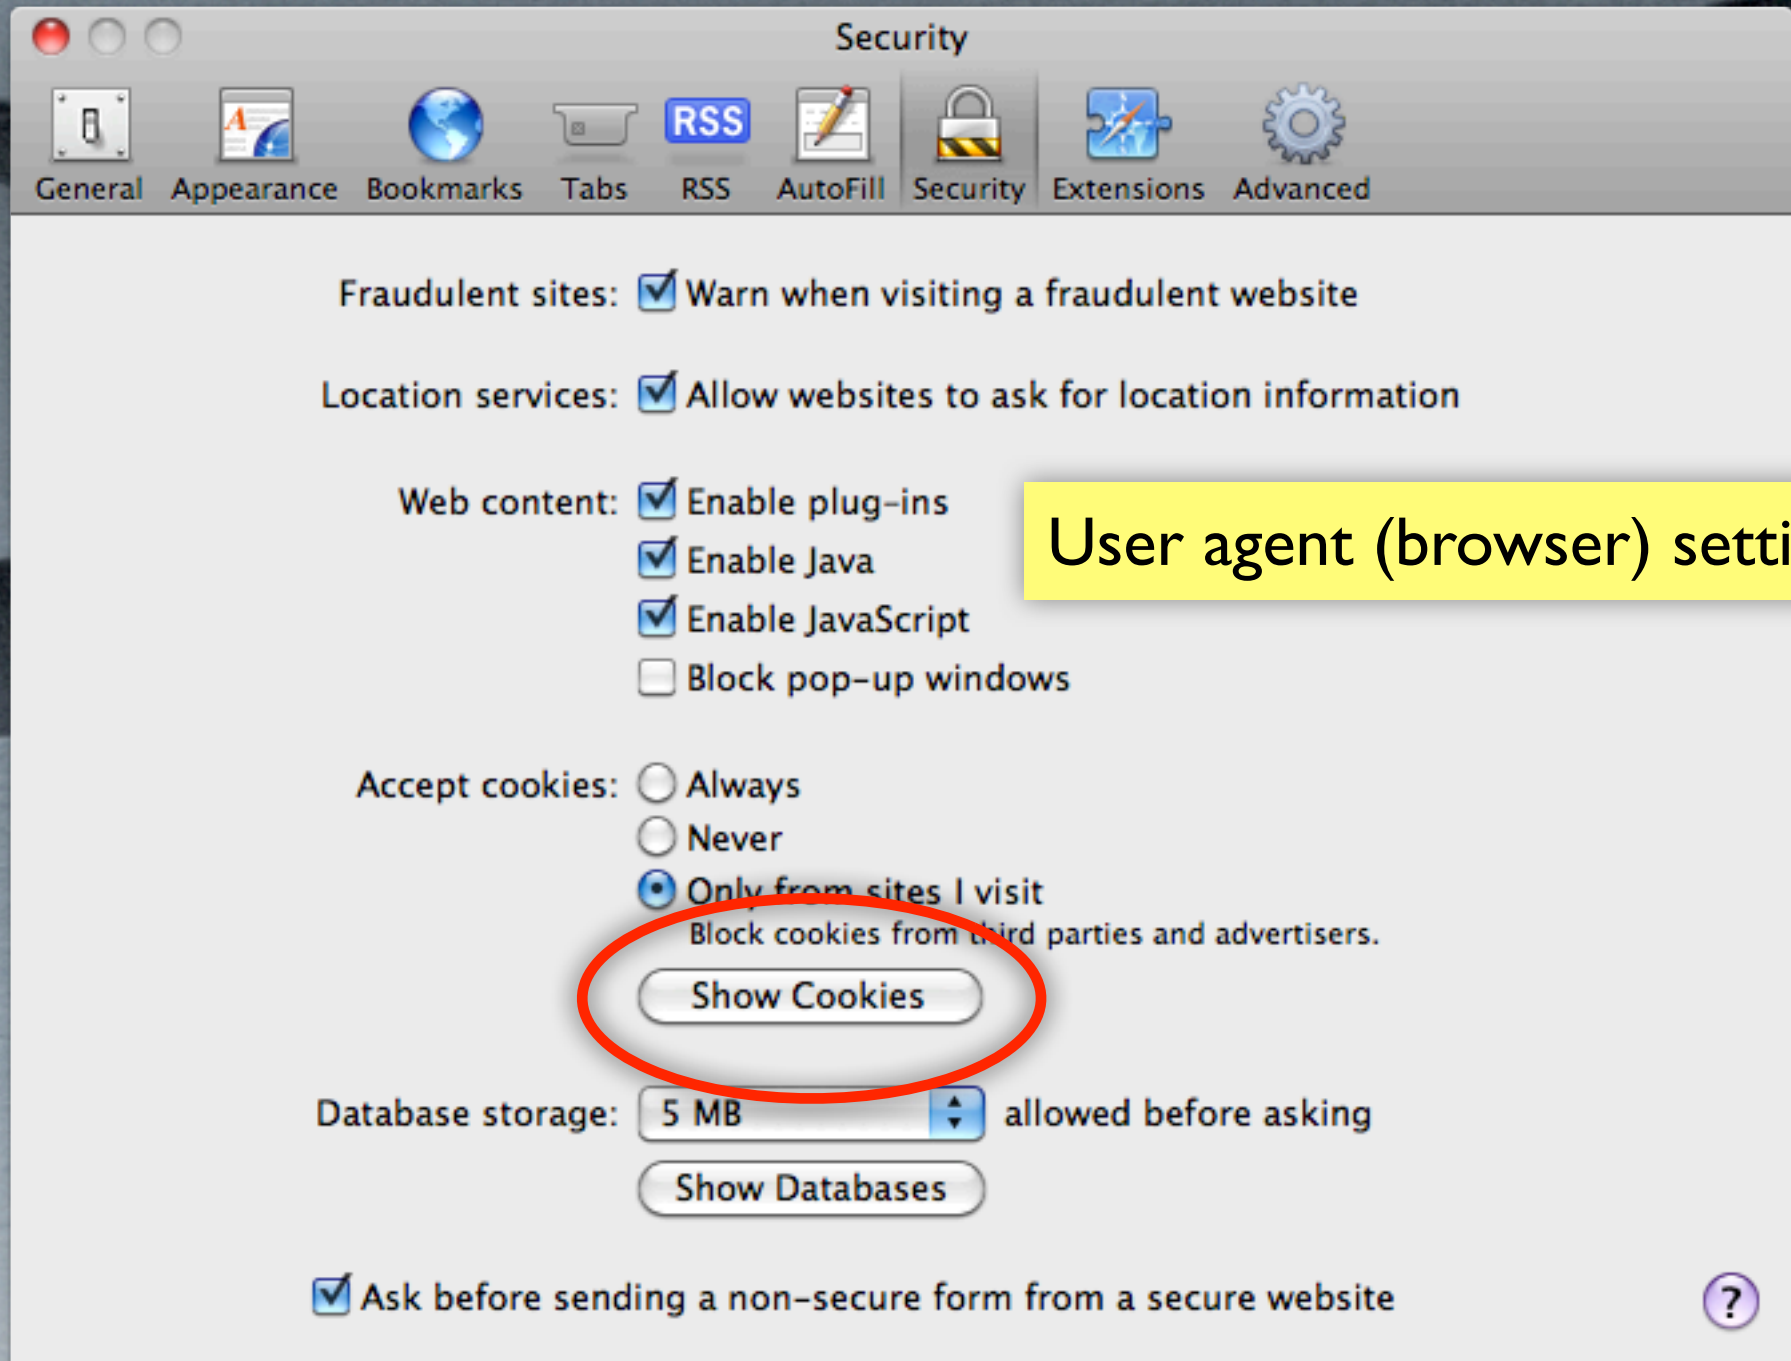 Security
RSS
General Appearance Bookmarks Tabs RSS AutoFill Security Extensions Advanced
Fraudulent sites: Warn when visiting a fraudulent website
Location services: Allow websites to ask for location information
Web content: Enable plug-ins
User agent (browser) setti
Enable Java
Enable JavaScript
Block pop-up windows
Accept cookies: Always
Never
Only from sites I visit
Block cookies from third parties and advertisers.
Show Cookies
Database storage: 5 MB allowed before asking
Show Databases
Ask before sending a non-secure form from a secure website
?